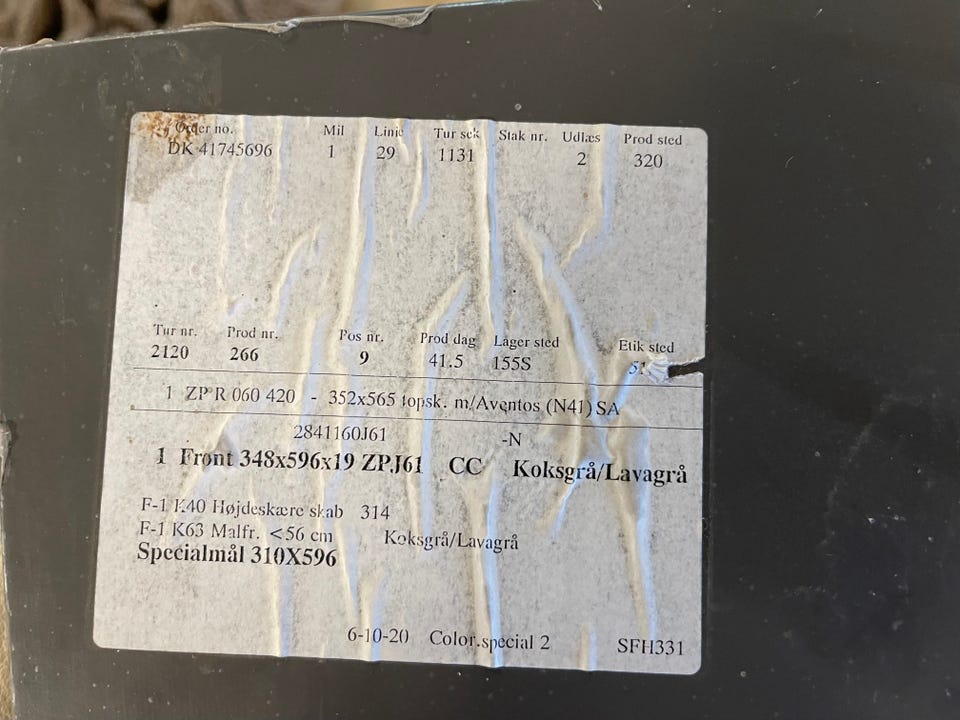 Order no. Mil Linie Tur sek Stak nr. Udlæs Prod sted
DK 41745696 1 29 1131 2 320
Tur nr. Prod nr. Pos nr. Prod dag Lager sted Etik sted
2120 266 9 41.5 155S
1 ZP R 060 420 - 352x565 topsk. m/Aventos (N41) SA
2841160J61 -N
1 Front 348x596x19 ZPJ61 CC Koksgrå/Lavagrå
F-1 K40 Højdeskære skab 314
F-1 K63 Malfr. <56 cm Koksgrå/Lavagrå
Specialmål 310X596
6-10-20 Color.special 2 SFH331